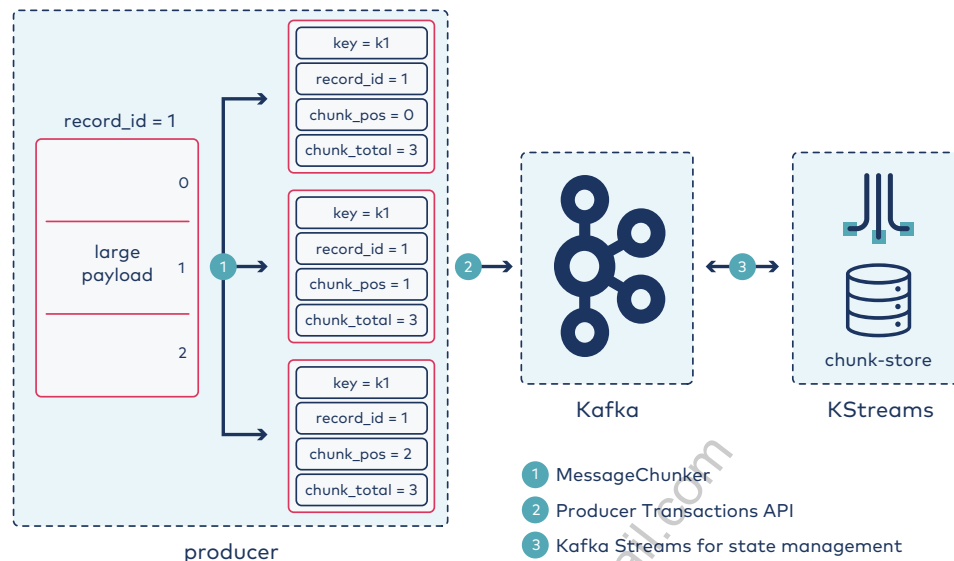 record_id = 1
0
large
payload
1
2
1
key = k1
record_id = 1
chunk_pos = 0
chunk_total = 3
key = k1
record_id = 1
chunk_pos = 1
chunk_total = 3
key = k1
record_id = 1
chunk_pos = 2
chunk_total = 3
producer
2
Kafka
3
chunk-store
KStreams
1 MessageChunker
2 Producer Transactions API
3 Kafka Streams for state management
ail.com